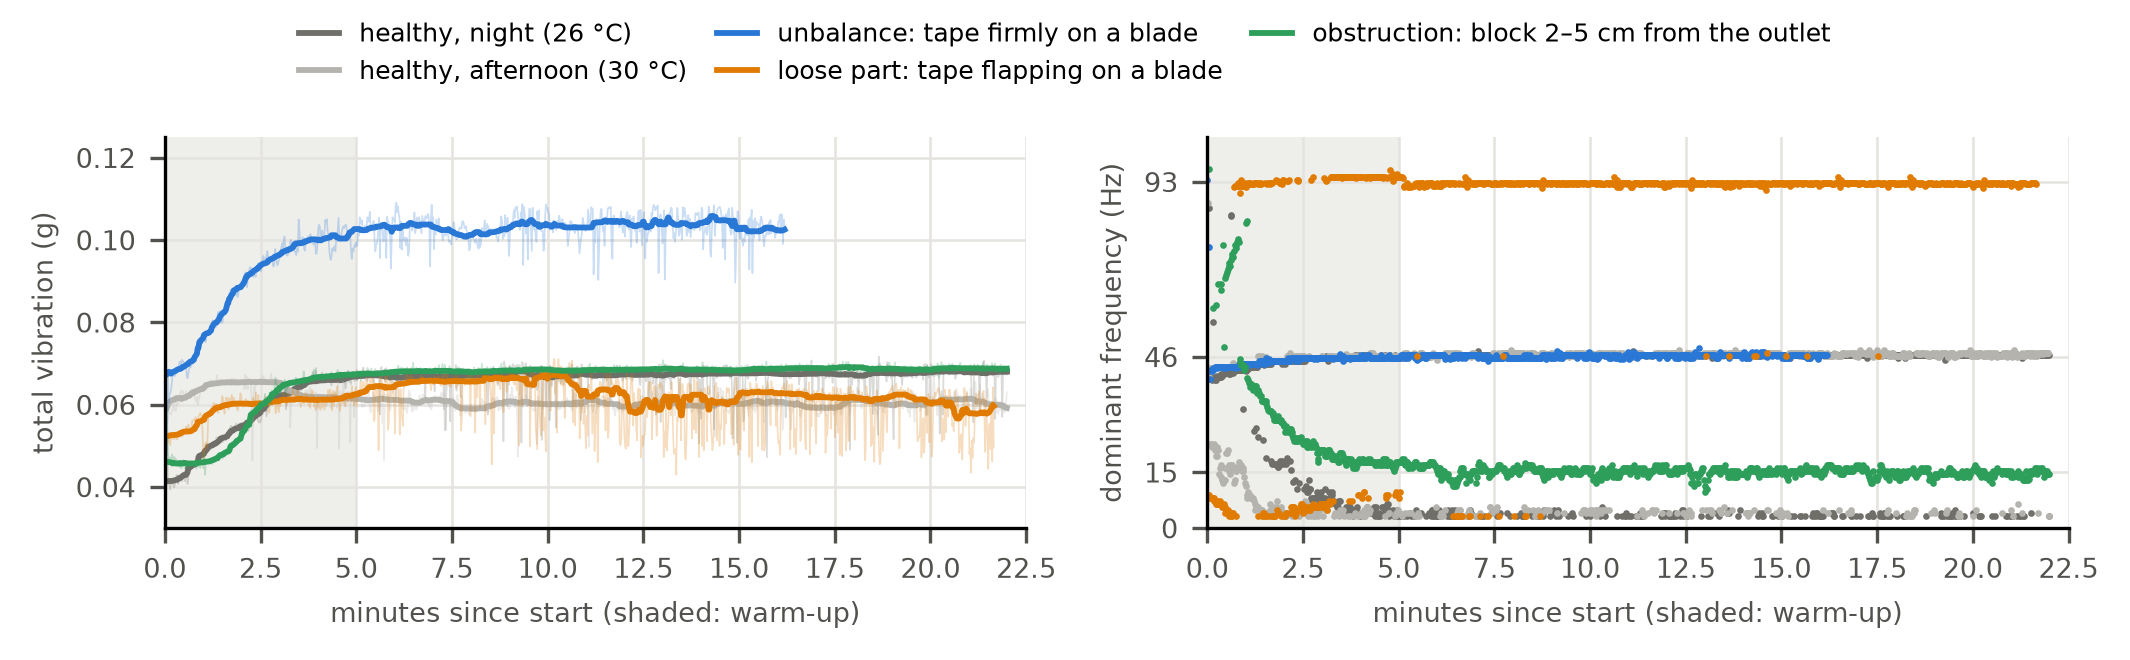 healthy, night (26 °C)
unbalance: tape firmly on a blade
obstruction: block 2–5 cm from the outlet
healthy, afternoon (30 °C)
loose part: tape flapping on a blade
total vibration (g)
0.12
0.10
0.08
0.06
0.04
0.0 2.5 5.0 7.5 10.0 12.5 15.0 17.5 20.0 22.5
minutes since start (shaded: warm-up)
dominant frequency (Hz)
93
46
15
0
0.0 2.5 5.0 7.5 10.0 12.5 15.0 17.5 20.0 22.5
minutes since start (shaded: warm-up)